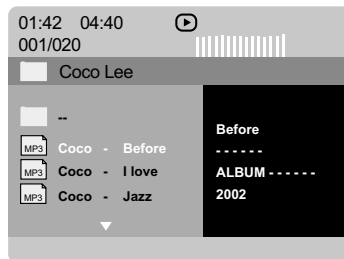 01:42 04:40
001/020
Coco Lee
--
MP3 Coco - Before
MP3 Coco - I love
MP3 Coco - Jazz
Before
- - - - - -
ALBUM - - - - - -
2002